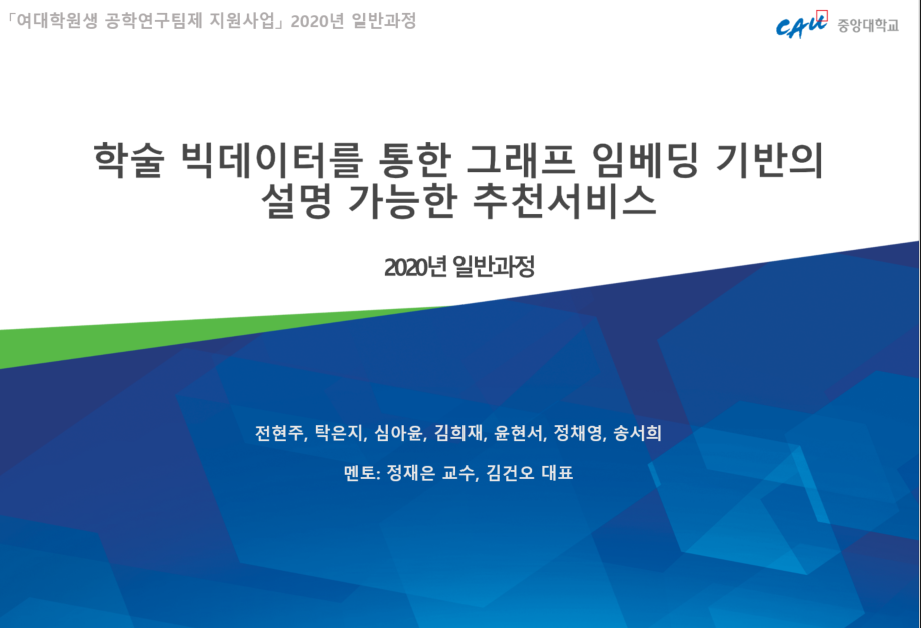 「여대학원생 공학연구팀제 지원사업」 2020년 일반과정
CAU 중앙대학교
학술 빅데이터를 통한 그래프 임베딩 기반의
설명 가능한 추천서비스
2020년 일반과정
전현주, 탁은지, 심아윤, 김희재, 윤현서, 정채영, 송서희
멘토: 정재은 교수, 김건오 대표